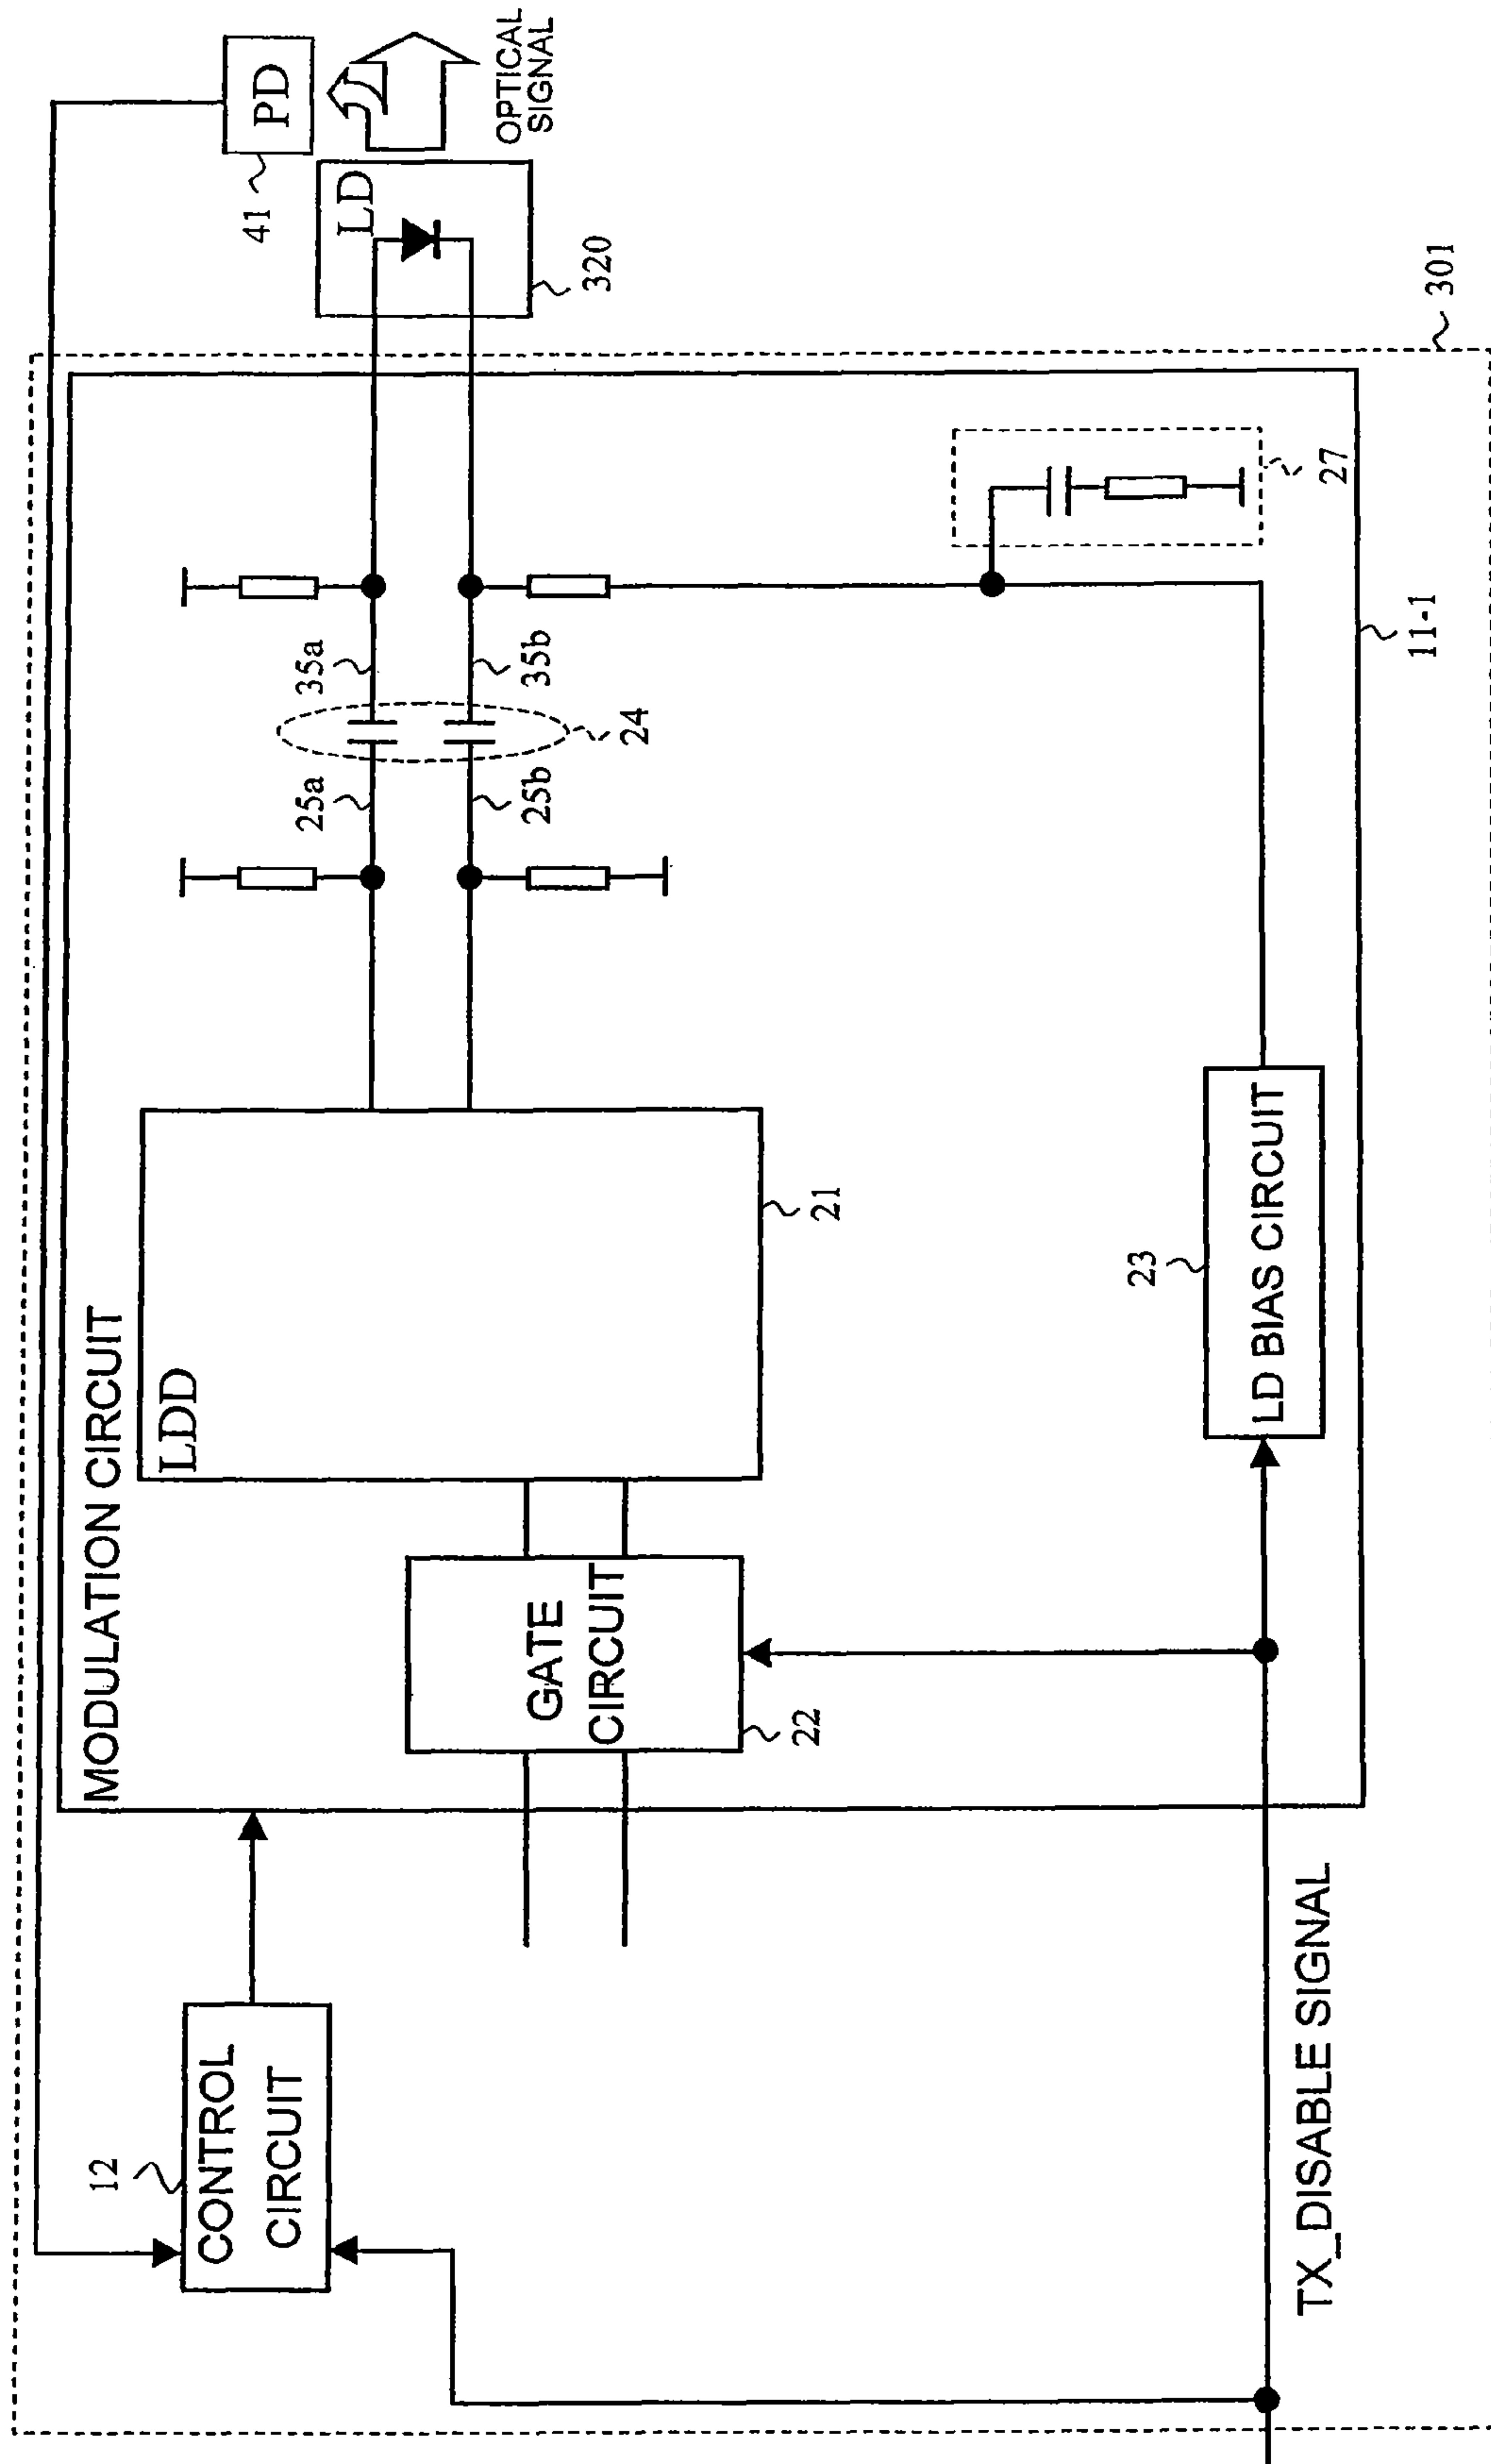 PD
41
LD
320
OPTICAL
SIGNAL
301
MODULATION CIRCUIT
CONTROL
CIRCUIT
12
LDD
21
GATE
CIRCUIT
22
25a
35a
25b
35b
24
27
LD BIAS CIRCUIT
23
11-1
TX_DISABLE SIGNAL